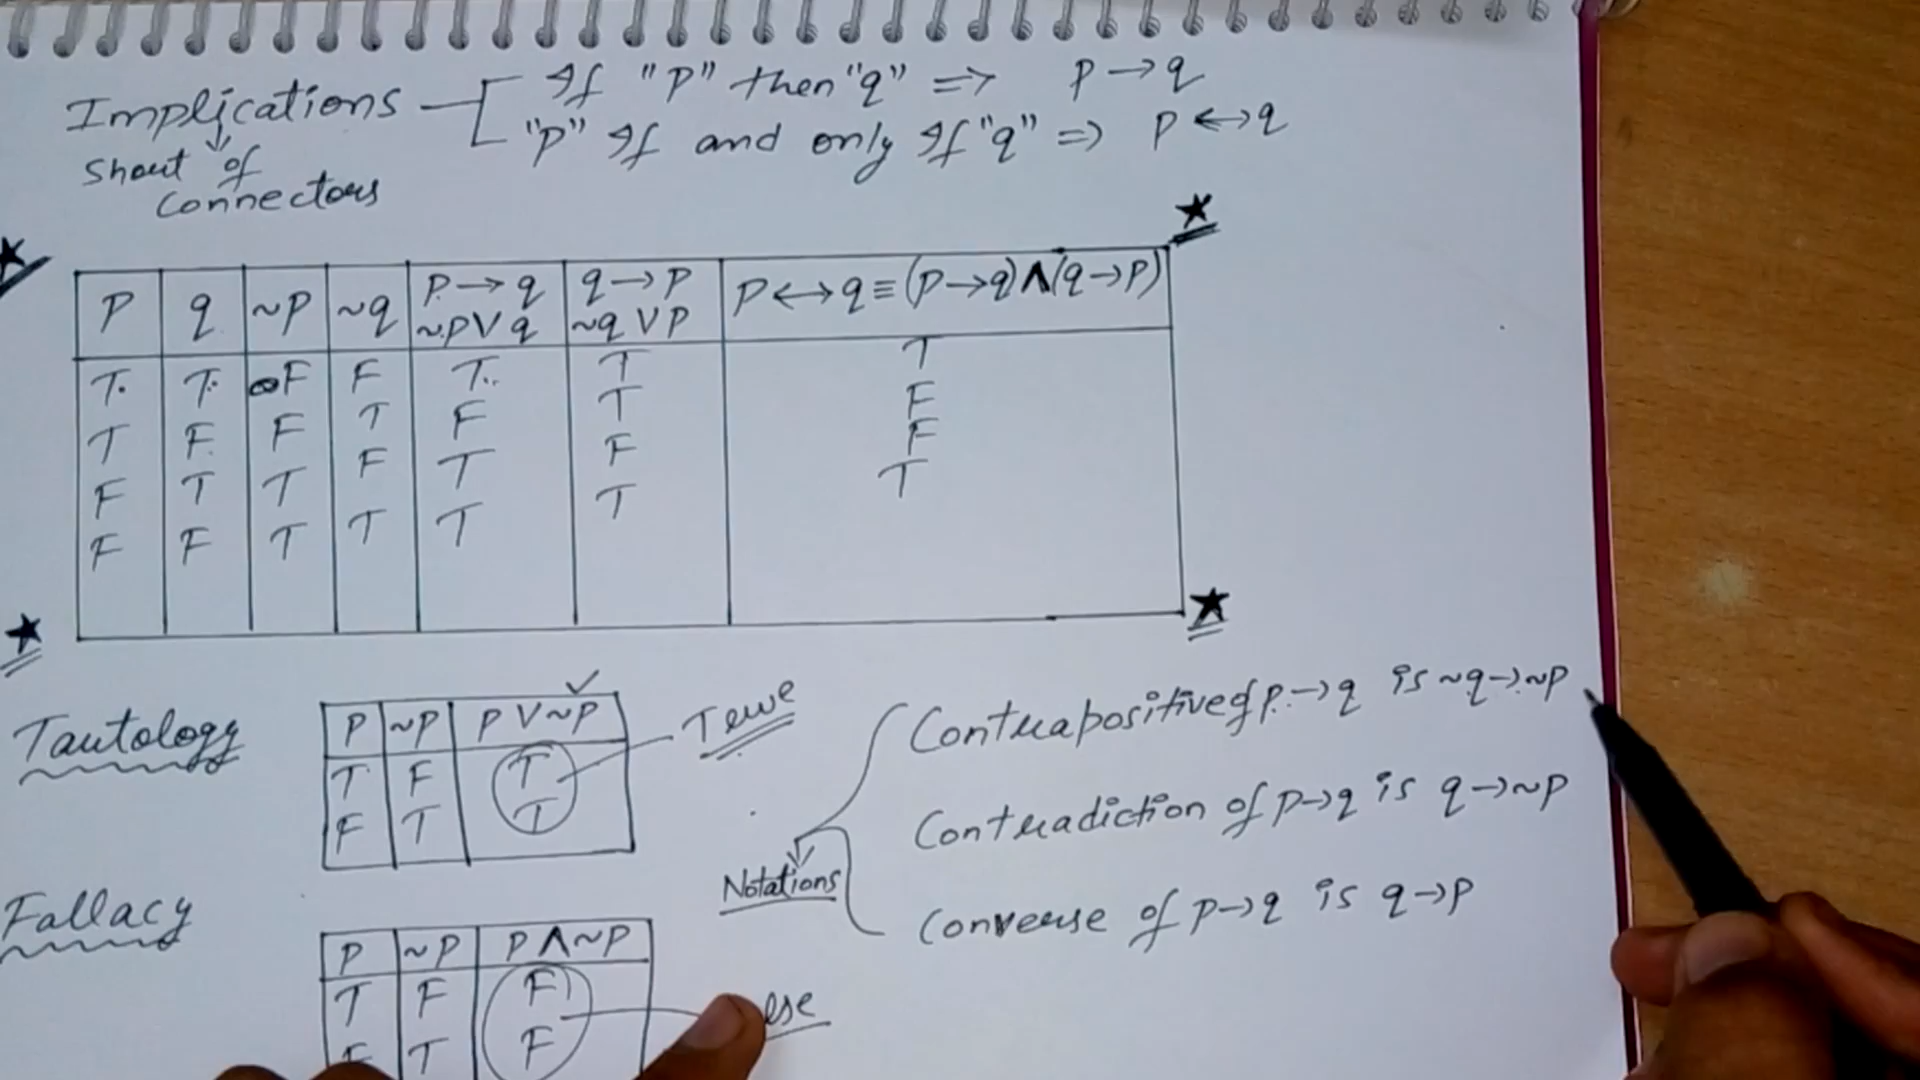 Implications
If "P" then "q" => P → q
"P" If and only If "q" => P ↔ q
Short of
Connectors
P q ~P ~q P → q q → P P ↔ q ≡ (P → q) ∧ (q → P)
~P V q ~q V P
T T F F T T T
T F F T F T F
F T T F T F F
F F T T T T T
Tautology
P ~P P V ~P
T F T
F T T
True
Fallacy
P ~P P ∧ ~P
T F F
F T F
Notations
Contrapositive of P → q is ~q → ~P
Contradiction of P → q is q → ~P
Converse of P → q is q → P